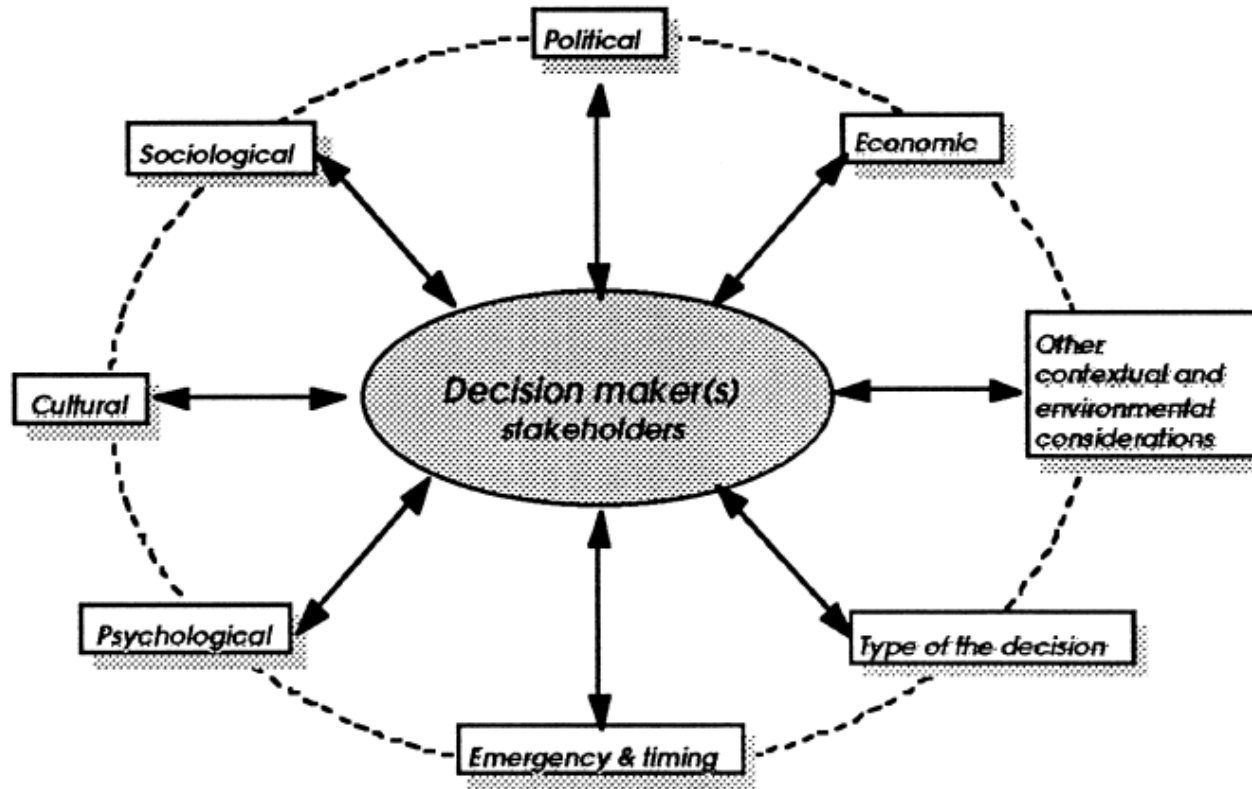 Political
Sociological
Economic
Other
contextual and
environmental
considerations
Decision maker(s)
stakeholders
Cultural
Psychological
Type of the decision
Emergency & timing